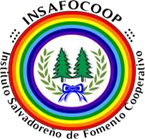 .::: INSAFOCOOP :::.
Instituto Salvadoreño de Fomento Cooperativo